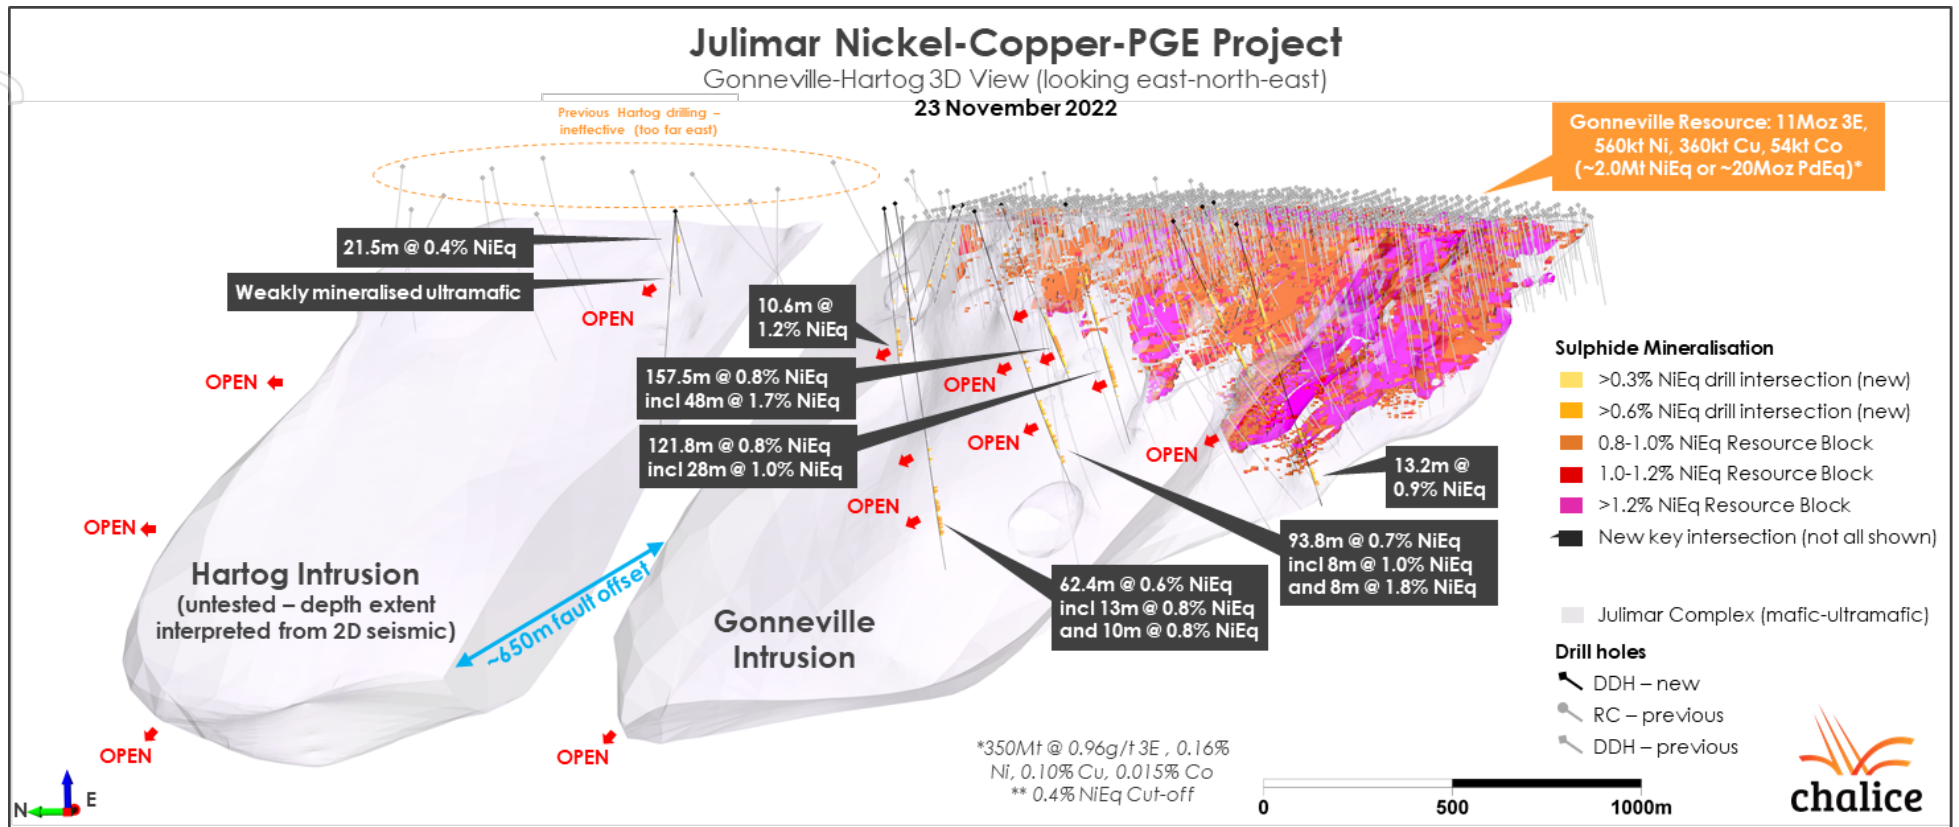 Julimar Nickel-Copper-PGE Project
Gonneville-Hartog 3D View (looking east-north-east)
23 November 2022
Previous Hartog drilling –
ineffective (too far east)
Gonneville Resource: 11Moz 3E,
560kt Ni, 360kt Cu, 54kt Co
(~2.0Mt NiEq or ~20Moz PdEq)*
21.5m @ 0.4% NiEq
Weakly mineralised ultramafic
OPEN
10.6m @
1.2% NiEq
OPEN
157.5m @ 0.8% NiEq
incl 48m @ 1.7% NiEq
OPEN
121.8m @ 0.8% NiEq
incl 28m @ 1.0% NiEq
OPEN
OPEN
13.2m @
0.9% NiEq
OPEN
OPEN
93.8m @ 0.7% NiEq
incl 8m @ 1.0% NiEq
and 8m @ 1.8% NiEq
62.4m @ 0.6% NiEq
incl 13m @ 0.8% NiEq
and 10m @ 0.8% NiEq
Hartog Intrusion
(untested – depth extent
interpreted from 2D seismic)
~650m fault offset
Gonneville
Intrusion
OPEN
OPEN
Sulphide Mineralisation
>0.3% NiEq drill intersection (new)
>0.6% NiEq drill intersection (new)
0.8-1.0% NiEq Resource Block
1.0-1.2% NiEq Resource Block
>1.2% NiEq Resource Block
New key intersection (not all shown)
Julimar Complex (mafic-ultramafic)
Drill holes
DDH – new
RC – previous
DDH – previous
*350Mt @ 0.96g/t 3E , 0.16%
Ni, 0.10% Cu, 0.015% Co
** 0.4% NiEq Cut-off
0 500 1000m
N E
chalice